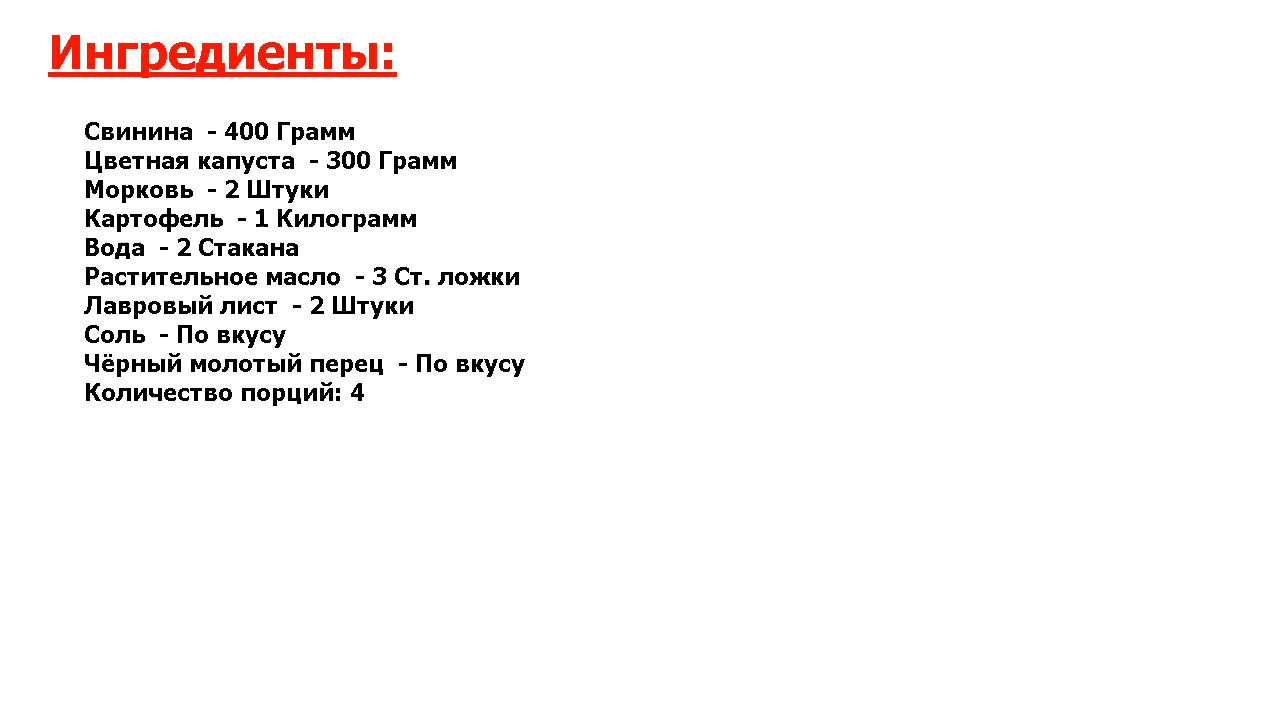 Ингредиенты:
Свинина - 400 Грамм
Цветная капуста - 300 Грамм
Морковь - 2 Штуки
Картофель - 1 Килограмм
Вода - 2 Стакана
Растительное масло - 3 Ст. ложки
Лавровый лист - 2 Штуки
Соль - По вкусу
Чёрный молотый перец - По вкусу
Количество порций: 4